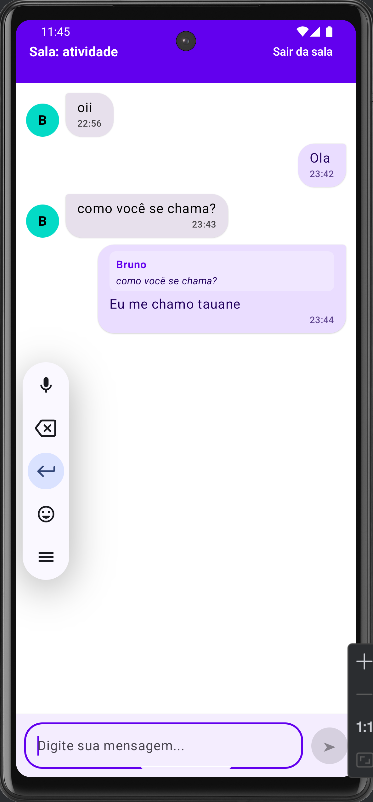 11:45
Sala: atividade
Sair da sala
oii
B
22:56
Ola
23:42
como você se chama?
B
23:43
Bruno
como você se chama?
Eu me chamo tauane
23:44
Digite sua mensagem...
1:1